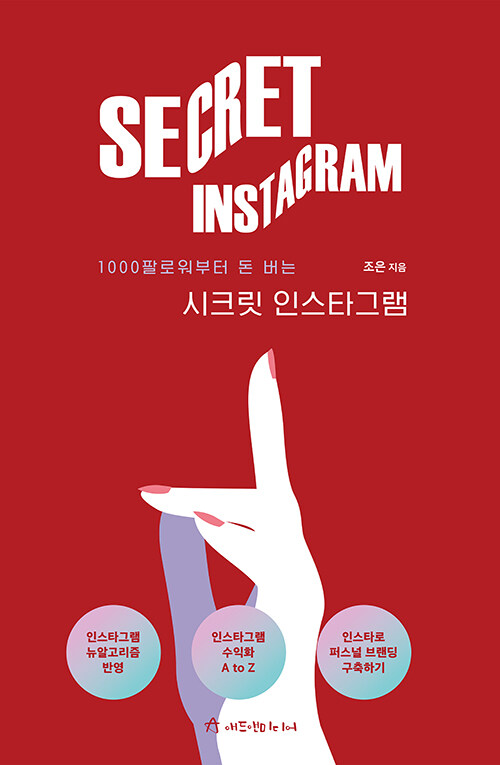 SECRET
INSTAGRAM
1000팔로워부터 돈 버는
조은 지음
시크릿 인스타그램
인스타그램
뉴알고리즘
반영
인스타그램
수익화
A to Z
인스타로
퍼스널 브랜딩
구축하기
애드앤미디어